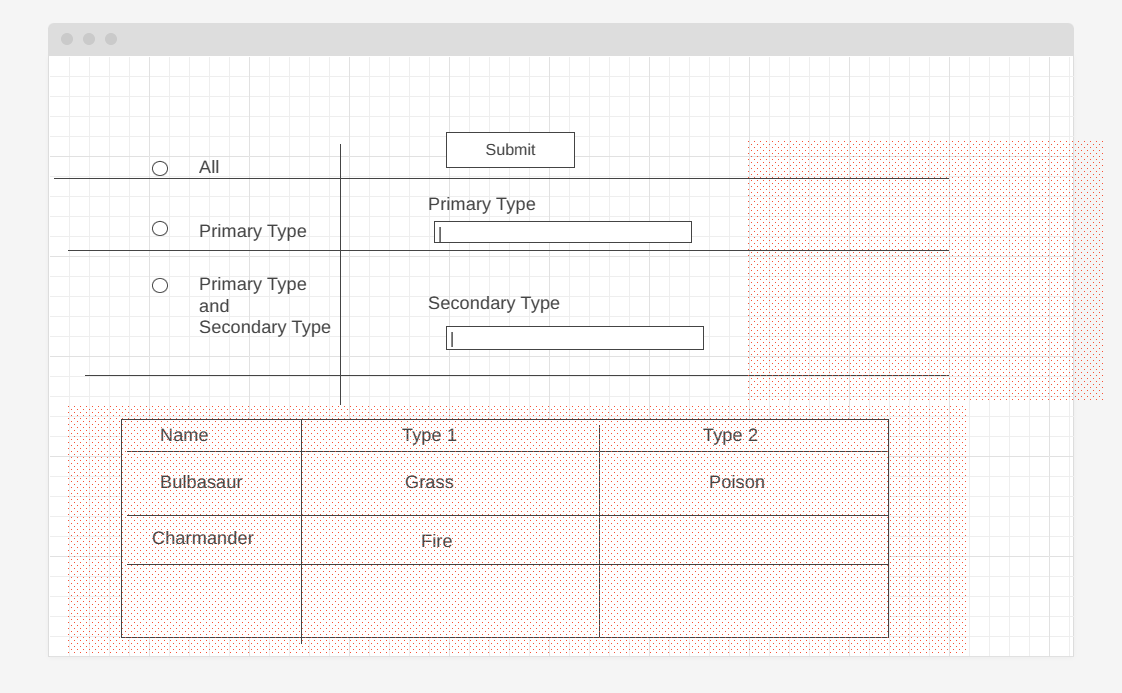 Submit
All
Primary Type
Primary Type
Primary Type
and
Secondary Type
Secondary Type
Name Type 1 Type 2
Bulbasaur Grass Poison
Charmander Fire